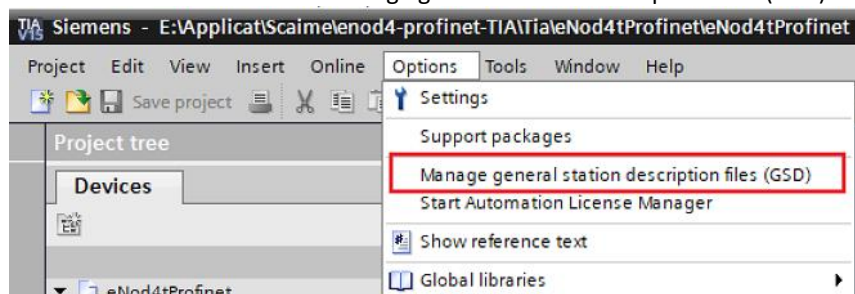 TIA V15 Siemens - E:\Applicat\Scaime\enod4-profinet-TIA\Tia\eNod4tProfinet\eNod4tProfinet
Project Edit View Insert Online Options Tools Window Help
Save project
Settings
Support packages
Project tree
Manage general station description files (GSD)
Devices
Start Automation License Manager
Show reference text
Global libraries
eNod4tProfinet